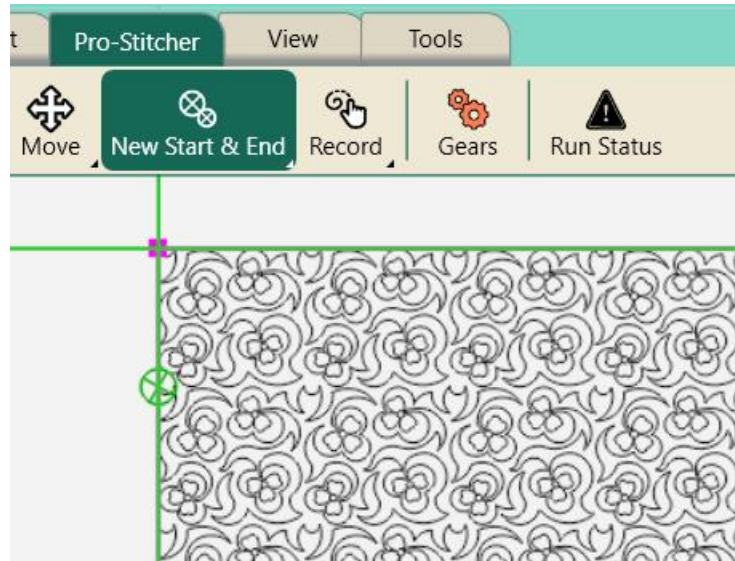 t
Pro-Stitcher
View
Tools
Move
New Start & End
Record
Gears
Run Status